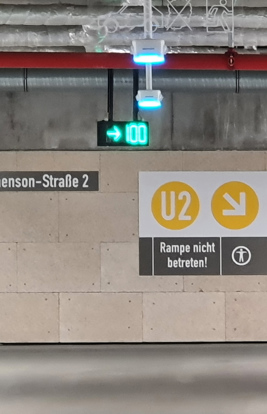 → 100
enson-Straße 2
U2 ↘
Rampe nicht
betreten!